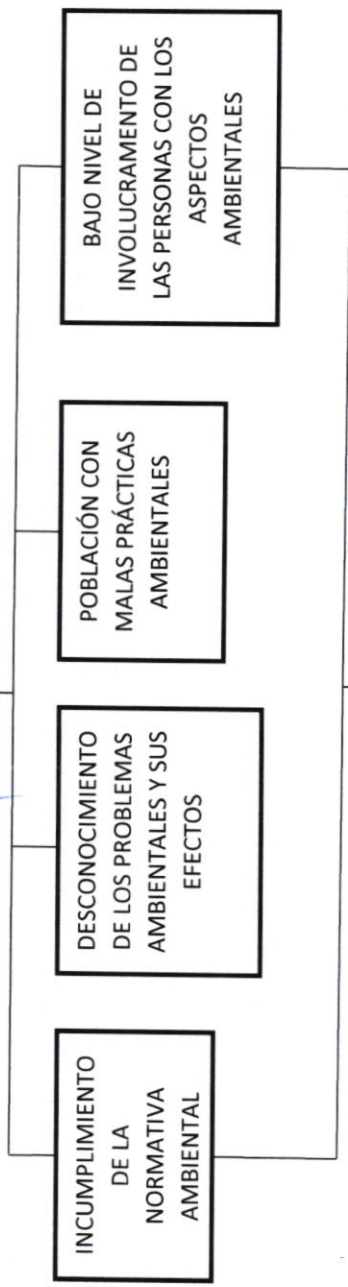 INCUMPLIMIENTO
DE LA
NORMATIVA
AMBIENTAL
DESCONOCIMIENTO
DE LOS PROBLEMAS
AMBIENTALES Y SUS
EFECTOS
POBLACIÓN CON
MALAS PRÁCTICAS
AMBIENTALES
BAJO NIVEL DE
INVOLUCRAMENTO DE
LAS PERSONAS CON LOS
ASPECTOS
AMBIENTALES